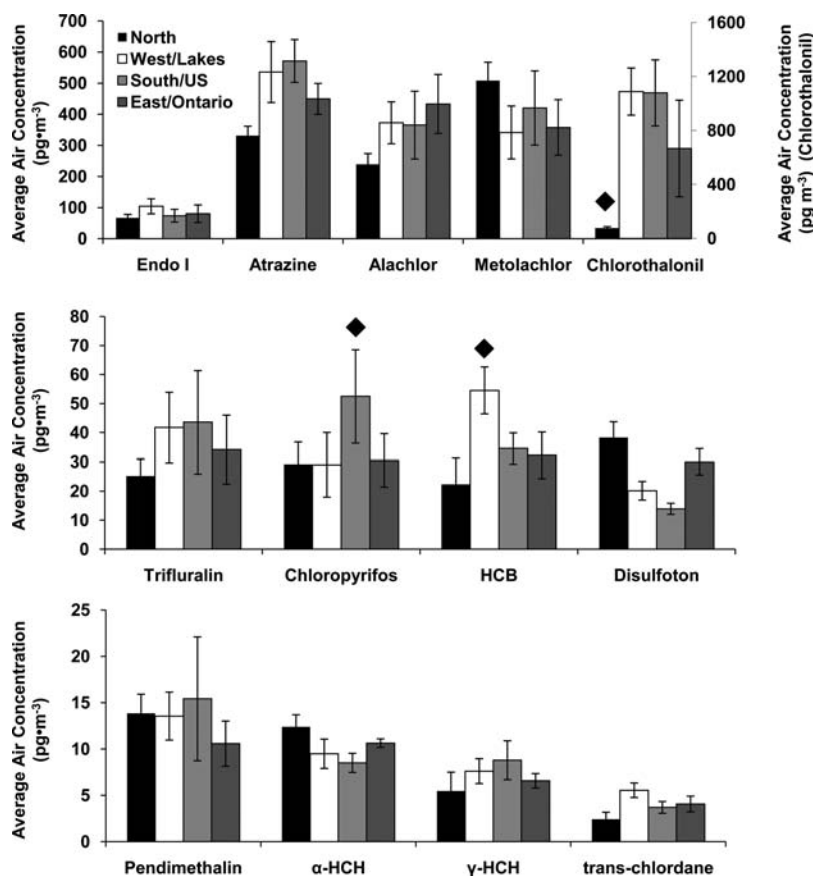 Average Air Concentration
(pg•m-3)
700
600
500
400
300
200
100
0
North
West/Lakes
South/US
East/Ontario
1600
1200
800
400
0
Average Air Concentration
(pg m-3) (Chlorothalonil)
Endo I Atrazine Alachlor Metolachlor Chlorothalonil
Average Air Concentration
(pg•m-3)
80
70
60
50
40
30
20
10
0
Trifluralin Chloropyrifos HCB Disulfoton
Average Air Concentration
(pg•m-3)
25
20
15
10
5
0
Pendimethalin α-HCH γ-HCH trans-chlordane